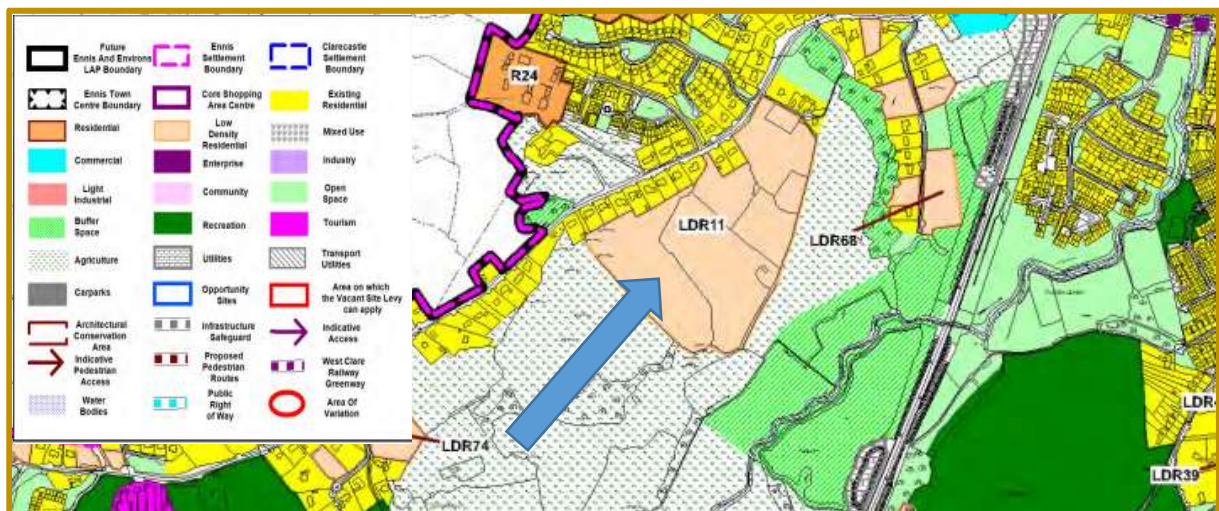 Future
Ennis And Environs
LAP Boundary
Ennis
Settlement
Boundary
Clarecastle
Settlement
Boundary
Ennis Town
Centre Boundary
Core Shopping
Area Centre
Existing
Residential
Residential
Low
Density
Residential
Mixed Use
Commercial
Enterprise
Industry
Light
Industrial
Community
Open
Space
Buffer
Space
Recreation
Tourism
Agriculture
Utilities
Transport
Utilities
Carparks
Opportunity
Sites
Area on which
the Vacant Site Levy
can apply
Architectural
Conservation
Area
Infrastructure
Safeguard
Indicative
Access
Indicative
Pedestrian
Access
Proposed
Pedestrian
Routes
West Clare
Railway
Greenway
Water
Bodies
Public
Right
of Way
Area Of
Variation
R24
LDR11
LDR68
LDR74
LDR4
LDR39